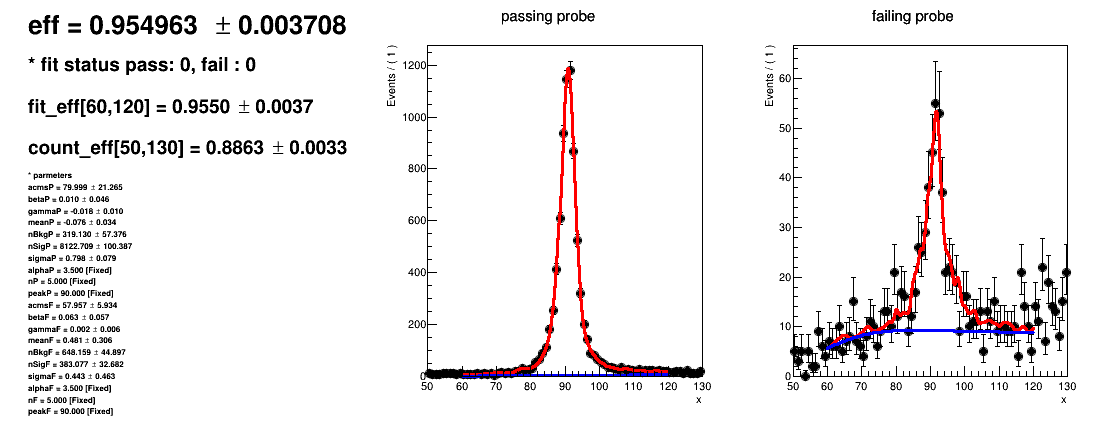 eff = 0.954963 ± 0.003708
* fit status pass: 0, fail : 0
fit_eff[60,120] = 0.9550 ± 0.0037
count_eff[50,130] = 0.8863 ± 0.0033
* parmeters
acmsP = 79.999 ± 21.265
betaP = 0.010 ± 0.046
gammaP = -0.018 ± 0.010
meanP = -0.076 ± 0.034
nBkgP = 319.130 ± 57.376
nSigP = 8122.709 ± 100.387
sigmaP = 0.798 ± 0.079
alphaP = 3.500 [Fixed]
nP = 5.000 [Fixed]
peakP = 90.000 [Fixed]
acmsF = 57.957 ± 5.934
betaF = 0.063 ± 0.057
gammaF = 0.002 ± 0.006
meanF = 0.481 ± 0.306
nBkgF = 648.159 ± 44.897
nSigF = 383.077 ± 32.682
sigmaF = 0.443 ± 0.463
alphaF = 3.500 [Fixed]
nF = 5.000 [Fixed]
peakF = 90.000 [Fixed]
passing probe
Events / ( 1 )
1200
1000
800
600
400
200
0
50 60 70 80 90 100 110 120 130
x
failing probe
Events / ( 1 )
60
50
40
30
20
10
0
50 60 70 80 90 100 110 120 130
x